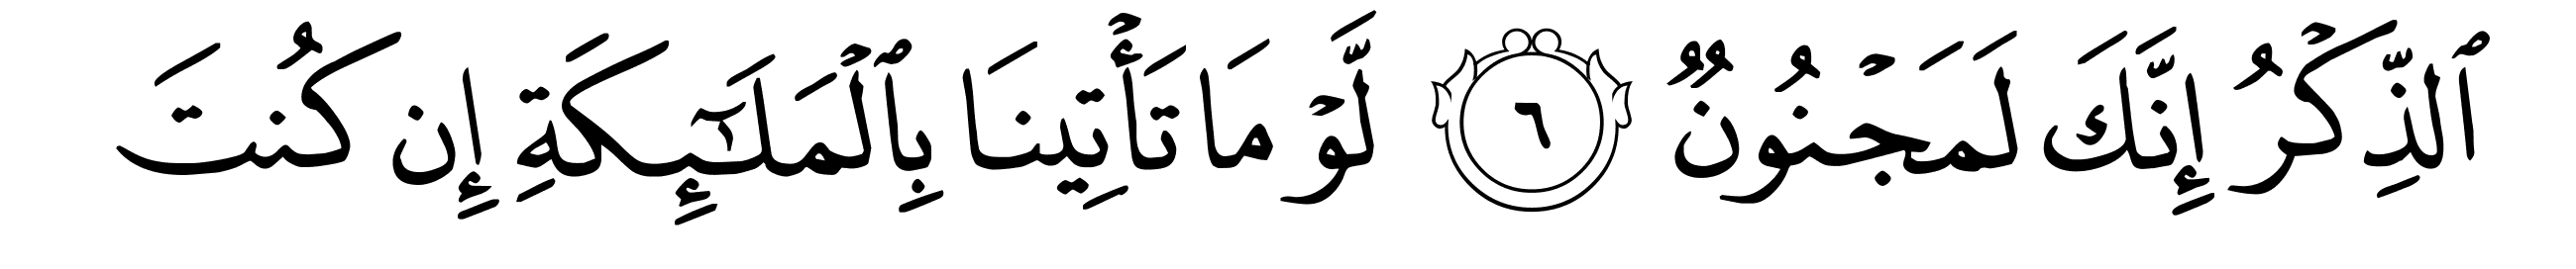 ٱلذِّكْرُ إِنَّكَ لَمَجْنُونٌ ٦ لَّوْ مَا تَأْتِينَا بِٱلْمَلَـٰٓئِكَةِ إِن كُنتَ